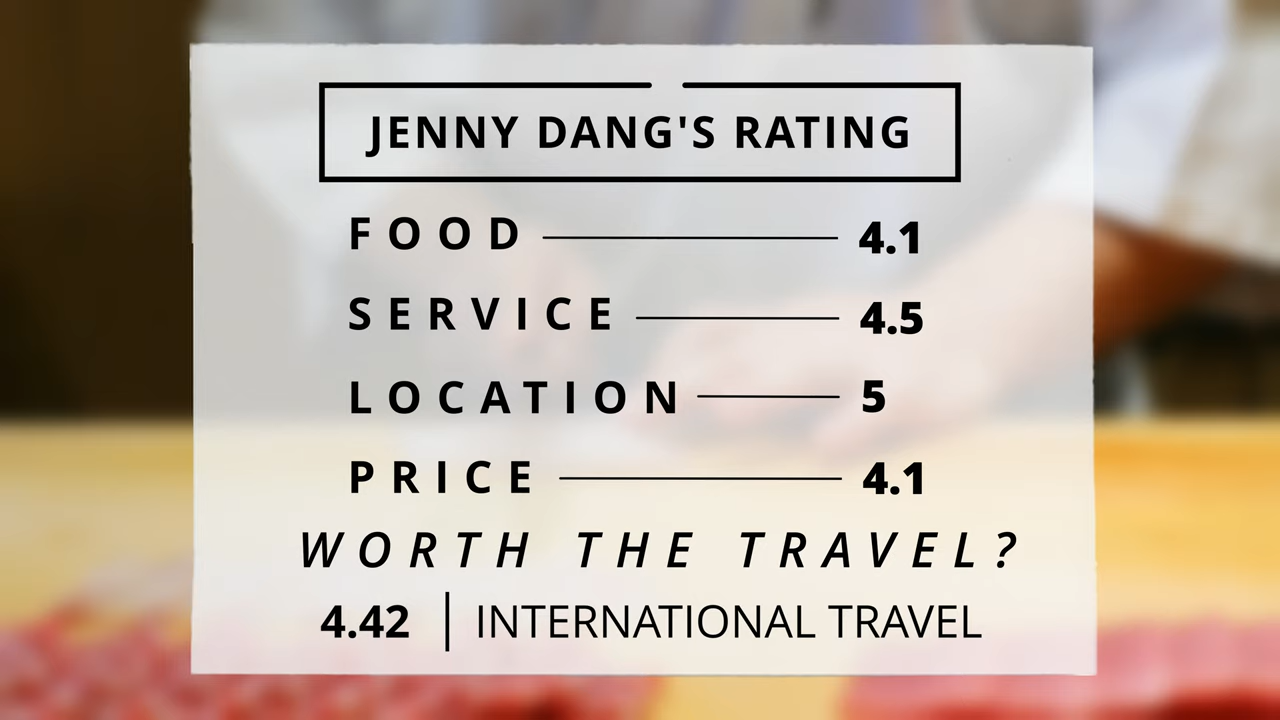 JENNY DANG'S RATING
FOOD 4.1
SERVICE 4.5
LOCATION 5
PRICE 4.1
WORTH THE TRAVEL?
4.42 | INTERNATIONAL TRAVEL